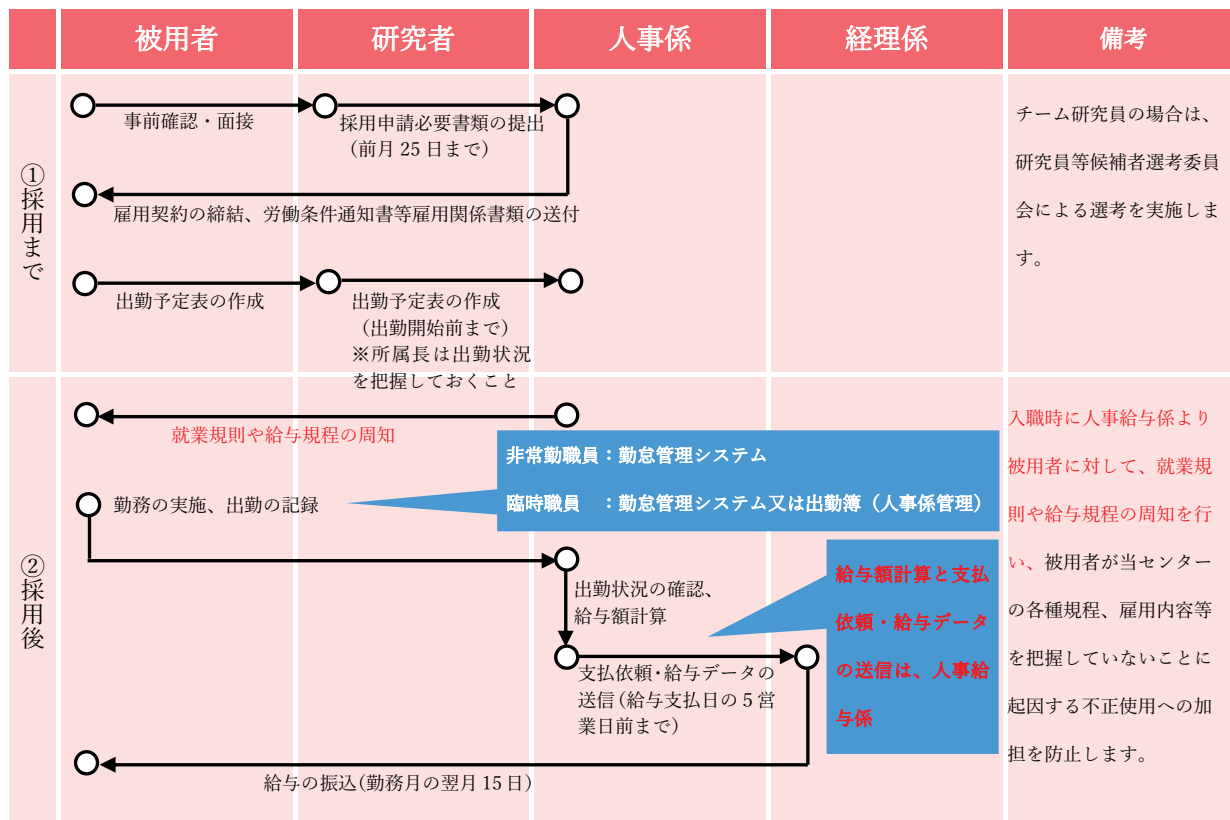 被用者
研究者
人事係
経理係
備考
①採用まで
事前確認・面接
採用申請必要書類の提出
（前月 25 日まで）
雇用契約の締結、労働条件通知書等雇用関係書類の送付
出勤予定表の作成
出勤予定表の作成
（出勤開始前まで）
※所属長は出勤状況
を把握しておくこと
チーム研究員の場合は、
研究員等候補者選考委員
会による選考を実施しま
す。
②採用後
就業規則や給与規程の周知
非常勤職員：勤怠管理システム
臨時職員　：勤怠管理システム又は出勤簿（人事係管理）
勤務の実施、出勤の記録
出勤状況の確認、
給与額計算
給与額計算と支払
依頼・給与データ
の送信は、人事給
与係
支払依頼・給与データの
送信（給与支払日の 5 営
業日前まで）
給与の振込（勤務月の翌月 15 日）
入職時に人事給与係より
被用者に対して、就業規
則や給与規程の周知を行
い、被用者が当センター
の各種規程、雇用内容等
を把握していないことに
起因する不正使用への加
担を防止します。